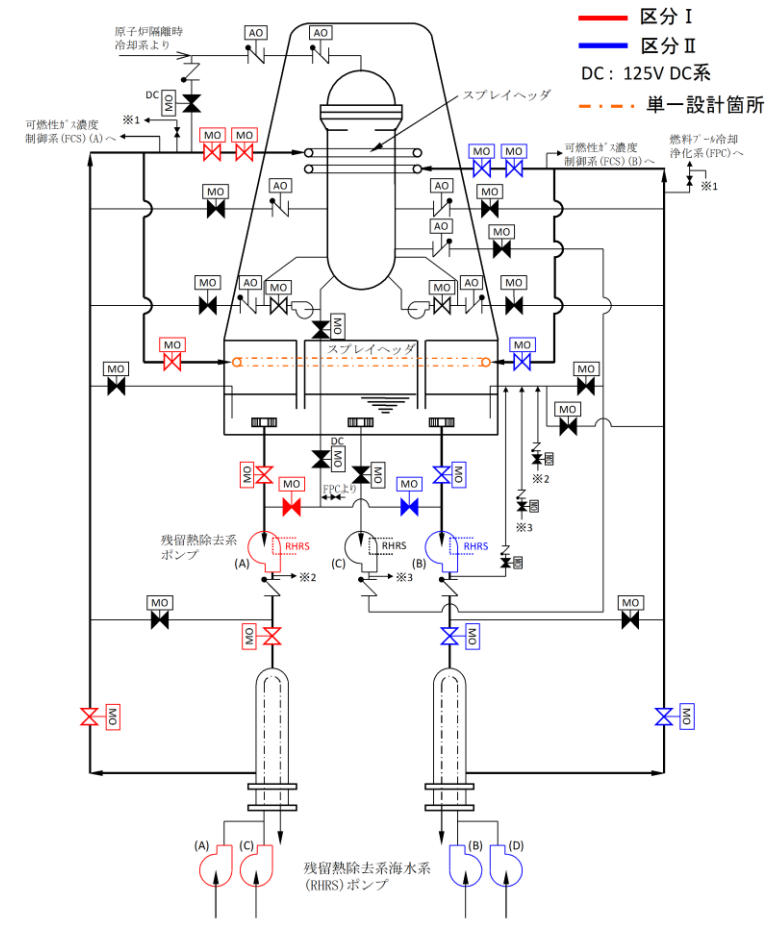 区分Ⅰ
区分Ⅱ
DC： 125V DC系
単一設計箇所
原子炉隔離時
冷却系より
AO
AO
スプレイヘッダ
DC
MO
※1
可燃性ｶﾞｽ濃度
制御系(FCS)(A)へ
MO
MO
MO
MO
可燃性ｶﾞｽ濃度
制御系(FCS)(B)へ
燃料ﾌﾟｰﾙ冷却
浄化系(FPC)へ
※1
MO
AO
AO
MO
AO
MO
MO
AO
MO
MO
AO
MO
MO
MO
スプレイヘッダ
MO
MO
MO
MO
DC
MO
MO
MO
MO
※2
MO
FPCより
MO
※3
残留熱除去系
ポンプ
RHRS
(A)
RHRS
(C)
RHRS
(B)
※2
※3
MO
MO
MO
MO
MO
MO
(A)
(C)
(B)
(D)
残留熱除去系海水系
(RHRS)ポンプ